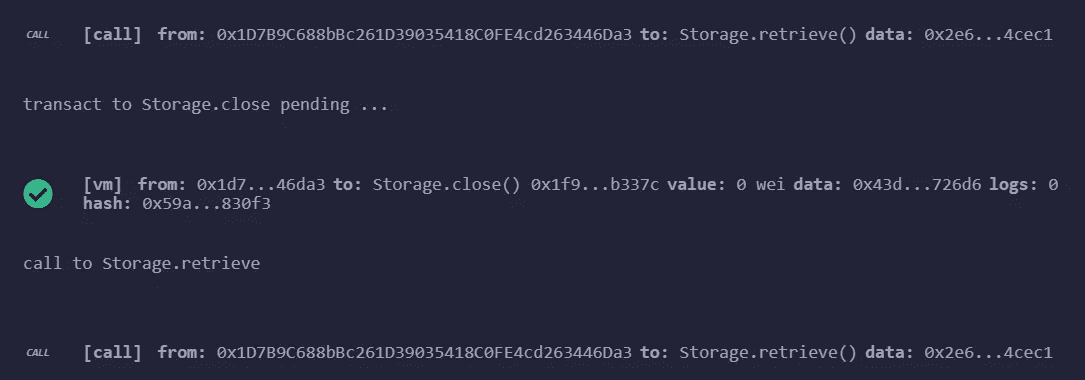 CALL [call] from: 0x1D7B9C688bBc261D39035418C0FE4cd263446Da3 to: Storage.retrieve() data: 0x2e6...4cec1
transact to Storage.close pending ...
[vm] from: 0x1d7...46da3 to: Storage.close() 0x1f9...b337c value: 0 wei data: 0x43d...726d6 logs: 0
hash: 0x59a...830f3
call to Storage.retrieve
CALL [call] from: 0x1D7B9C688bBc261D39035418C0FE4cd263446Da3 to: Storage.retrieve() data: 0x2e6...4cec1